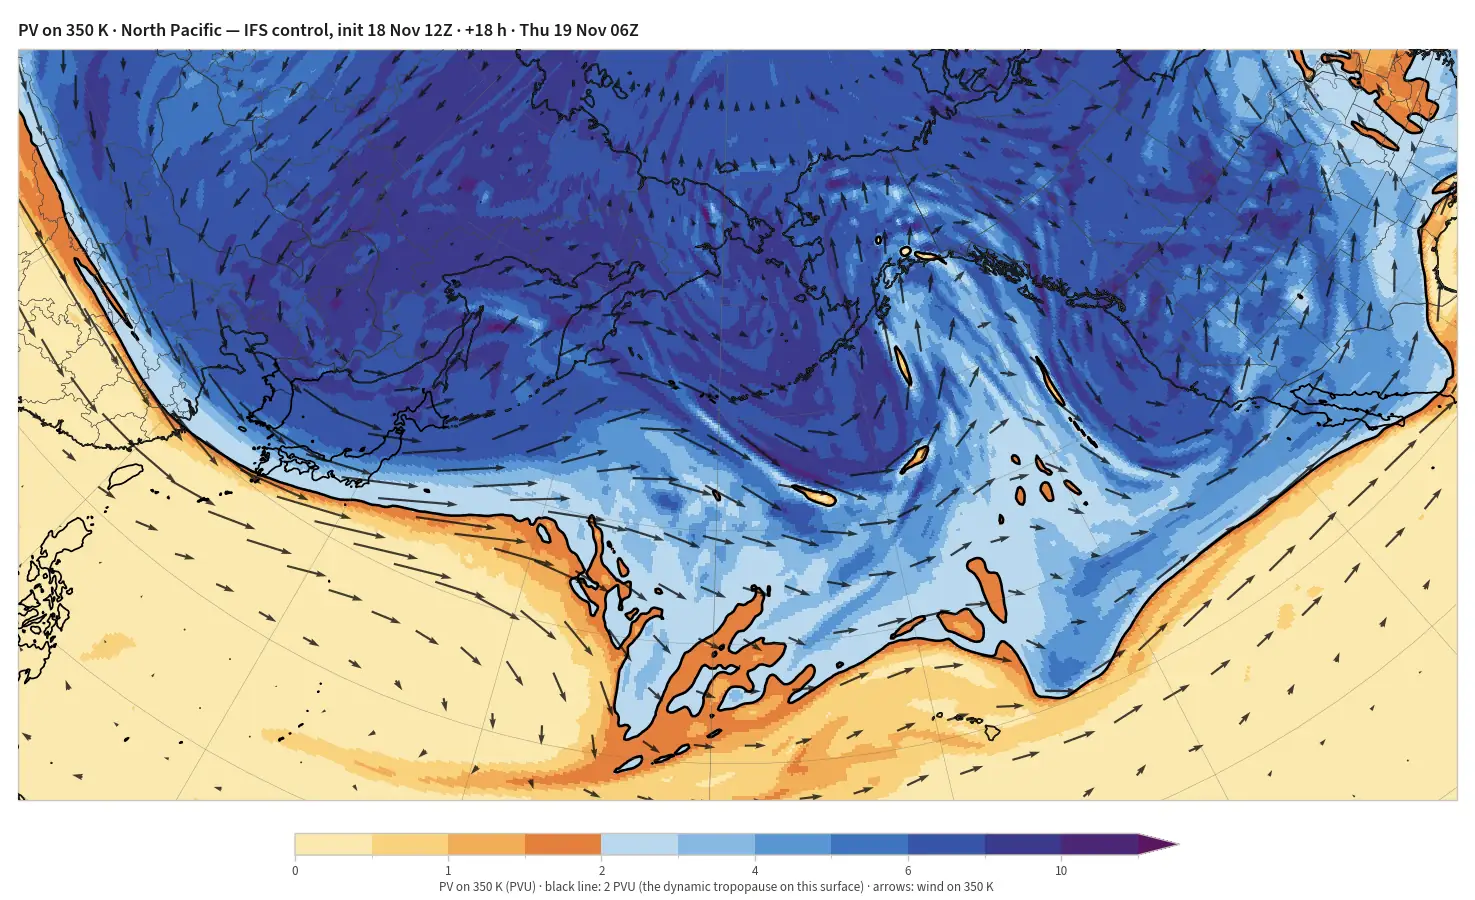 PV on 350 K · North Pacific — IFS control, init 18 Nov 12Z · +18 h · Thu 19 Nov 06Z
0 1 2 4 6 10
PV on 350 K (PVU) · black line: 2 PVU (the dynamic tropopause on this surface) · arrows: wind on 350 K